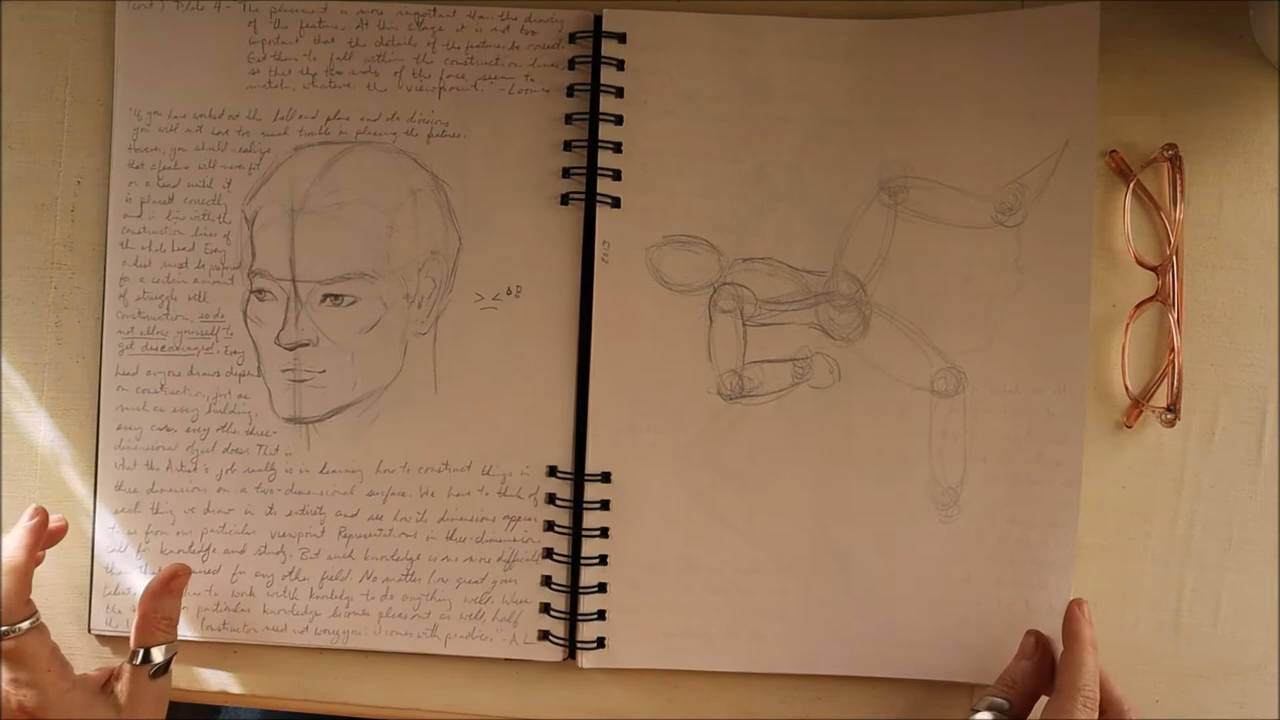 (cont.) Plate 4 - "The placement is more important than the drawing
of the features. At this stage it is not too
important that the details of the features be correct.
Get them to fall within the construction lines,
so that the two sides of the face seem to
match, whatever the viewpoint." - Loomis
"If you have worked out the ball and plane and its divisions
you will not have too much trouble in placing the features.
However, you should realize
that a feature will never fit
on a head until it
is placed correctly
and in line with the
construction lines of
the whole head. Every
artist must be prepared
for a certain amount
of struggle with
construction, so do
not allow yourself to
get discouraged. Every
head anyone draws depends
on construction, just as
much as every building,
every car, every other three-
dimensional object does. That is
what the Artist's job really is in learning how to construct things in
three dimensions on a two-dimensional surface. We have to think of
each thing we draw in its entirety and see how its dimensions appear
to us from our particular viewpoint. Representations in three-dimensions
call for knowledge and study. But such knowledge is no more difficult
than that required for any other field. No matter how great your
talent, has to work with knowledge to do anything well. When
the particular knowledge becomes pleasant as well, half
the Construction need not worry you: it comes with practice." - A L
2019